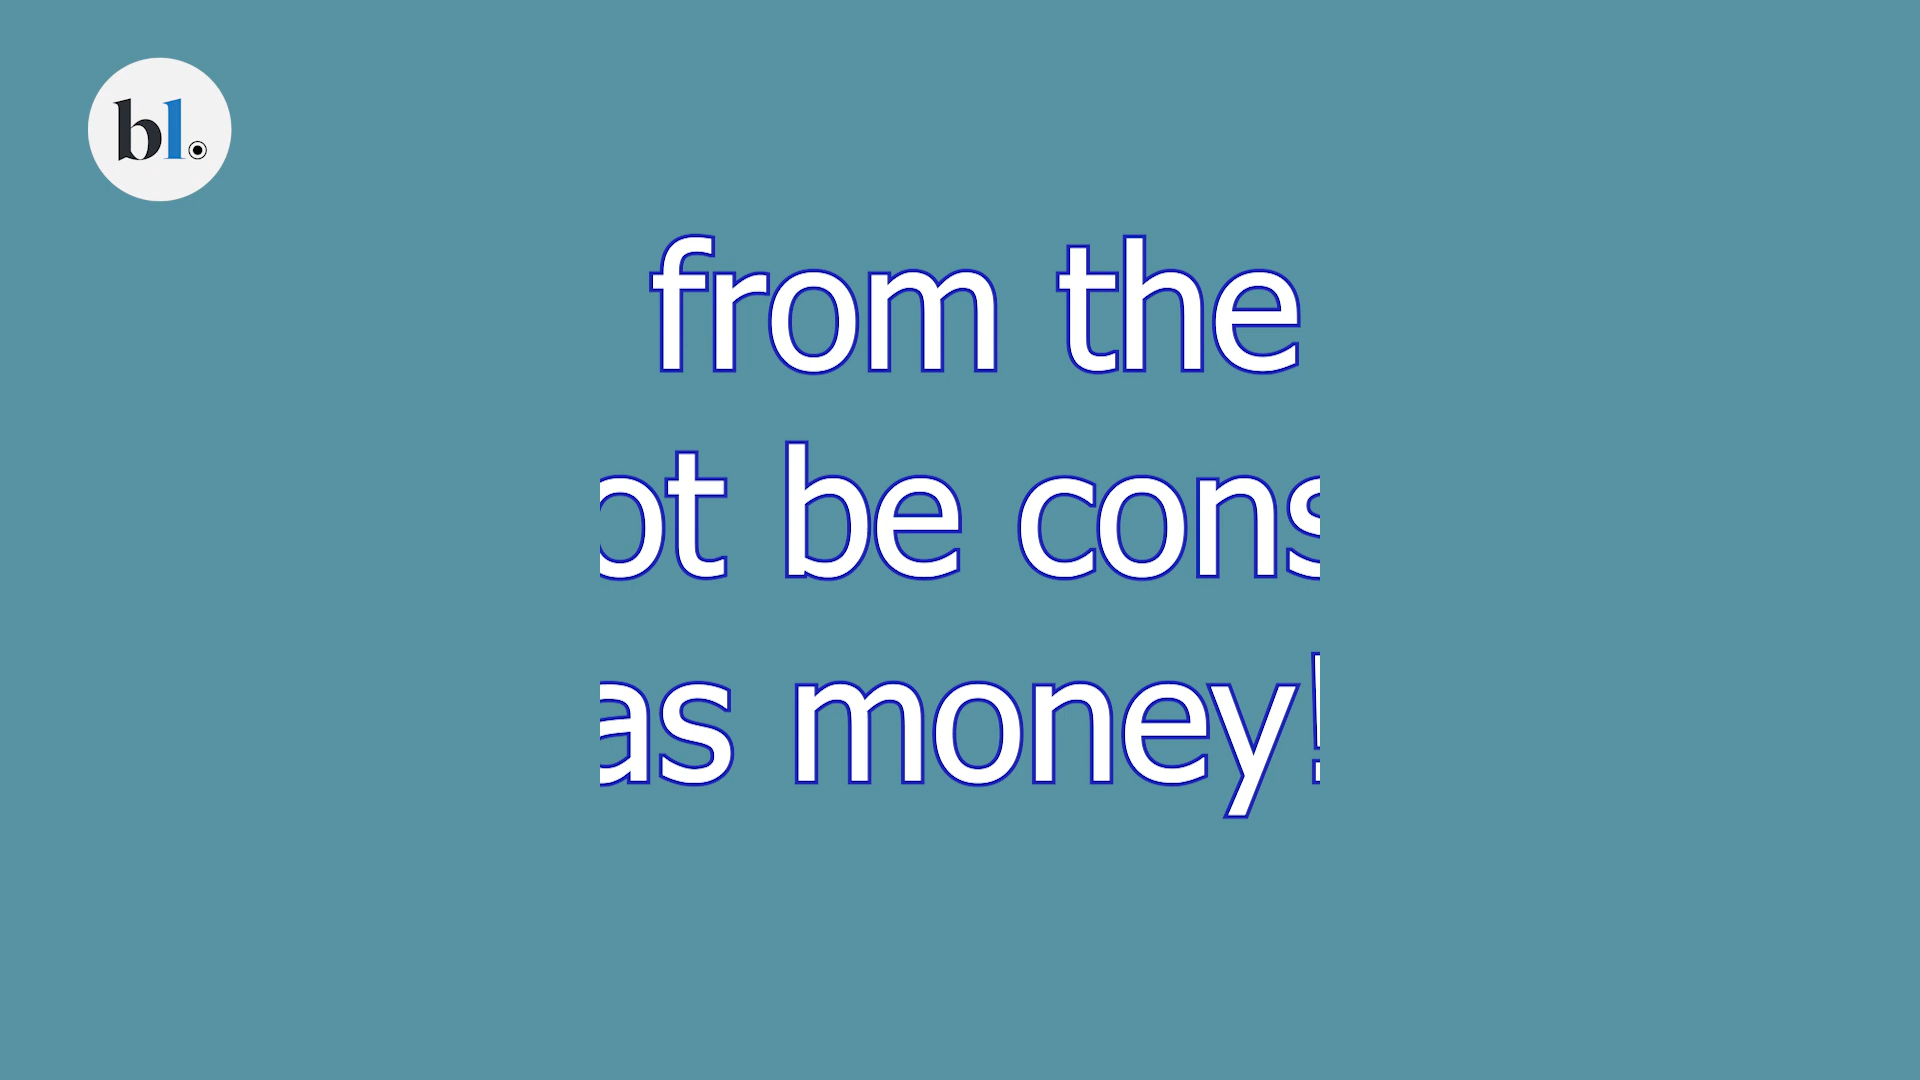 bl.
from the
ot be cons
as money!